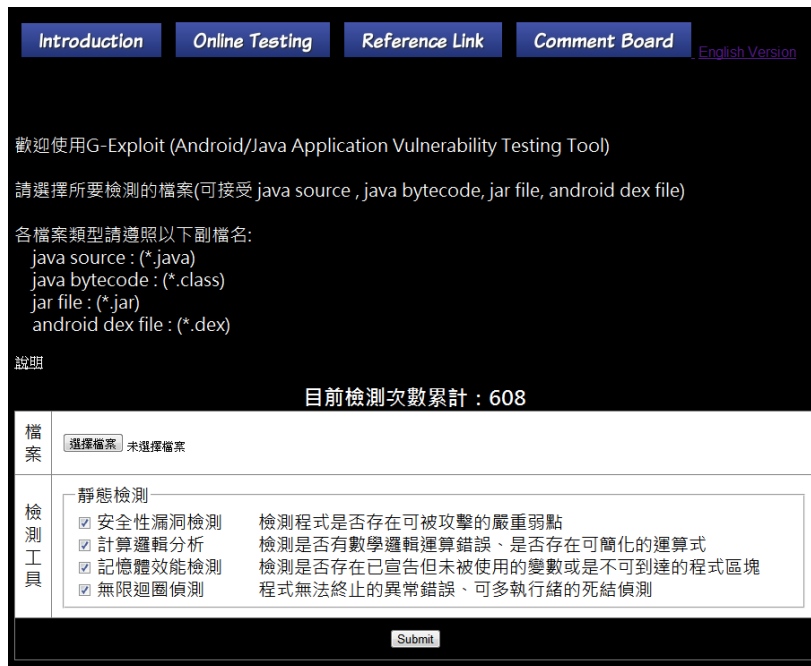 Introduction Online Testing Reference Link Comment Board English Version
歡迎使用G-Exploit (Android/Java Application Vulnerability Testing Tool)
請選擇所要檢測的檔案(可接受 java source , java bytecode, jar file, android dex file)
各檔案類型請遵照以下副檔名:
java source : (*.java)
java bytecode : (*.class)
jar file : (*.jar)
android dex file : (*.dex)
說明
目前檢測次數累計：608
檔案
選擇檔案 未選擇檔案
檢測工具
靜態檢測
安全性漏洞檢測 檢測程式是否存在可被攻擊的嚴重弱點
計算邏輯分析 檢測是否有數學邏輯運算錯誤、是否存在可簡化的運算式
記憶體效能檢測 檢測是否存在已宣告但未被使用的變數或是不可到達的程式區塊
無限迴圈偵測 程式無法終止的異常錯誤、可多執行緒的死結偵測
Submit